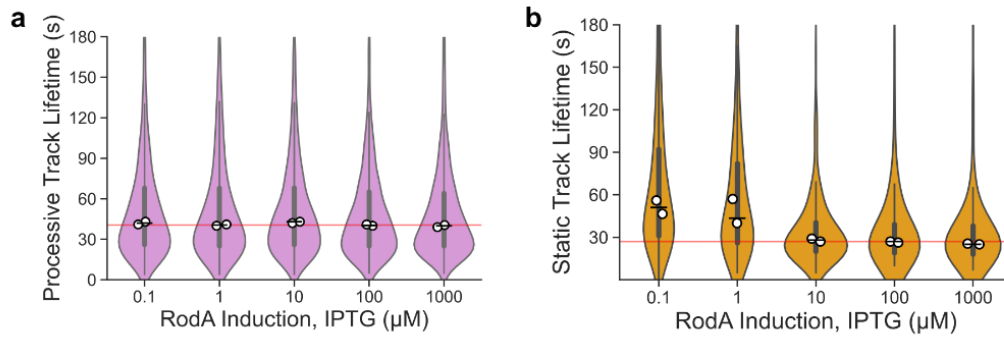 a
Processive Track Lifetime (s)
180
150
120
90
60
30
0
0.1 1 10 100 1000
RodA Induction, IPTG (µM)
b
Static Track Lifetime (s)
180
150
120
90
60
30
0.1 1 10 100 1000
RodA Induction, IPTG (µM)